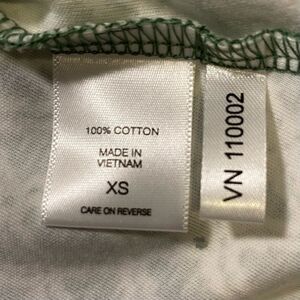 100% COTTON
MADE IN
VIETNAM
XS
CARE ON REVERSE
VN 110002